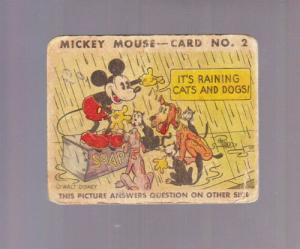 MICKEY MOUSE—CARD NO. 2
IT'S RAINING
CATS AND DOGS!
SOAP
© WALT DISNEY
THIS PICTURE ANSWERS QUESTION ON OTHER SIDE